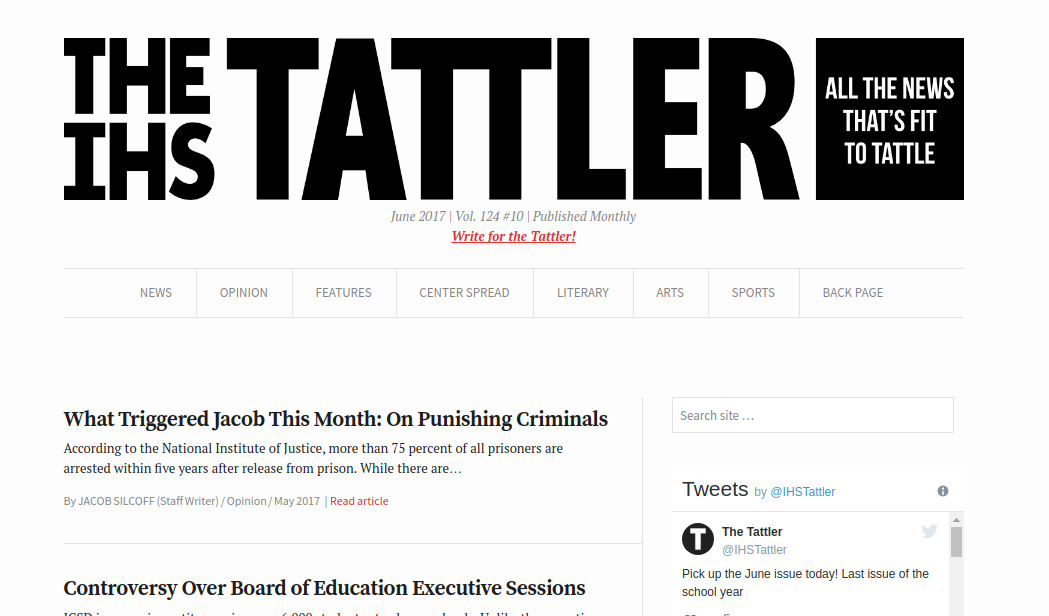 THE IHS TATTLER
ALL THE NEWS
THAT'S FIT
TO TATTLE
June 2017 | Vol. 124 #10 | Published Monthly
Write for the Tattler!
NEWS
OPINION
FEATURES
CENTER SPREAD
LITERARY
ARTS
SPORTS
BACK PAGE
What Triggered Jacob This Month: On Punishing Criminals
According to the National Institute of Justice, more than 75 percent of all prisoners are
arrested within five years after release from prison. While there are…
By JACOB SILCOFF (Staff Writer) / Opinion / May 2017 | Read article
Controversy Over Board of Education Executive Sessions
Search site …
Tweets by @IHSTattler
T
The Tattler
@IHSTattler
Pick up the June issue today! Last issue of the
school year